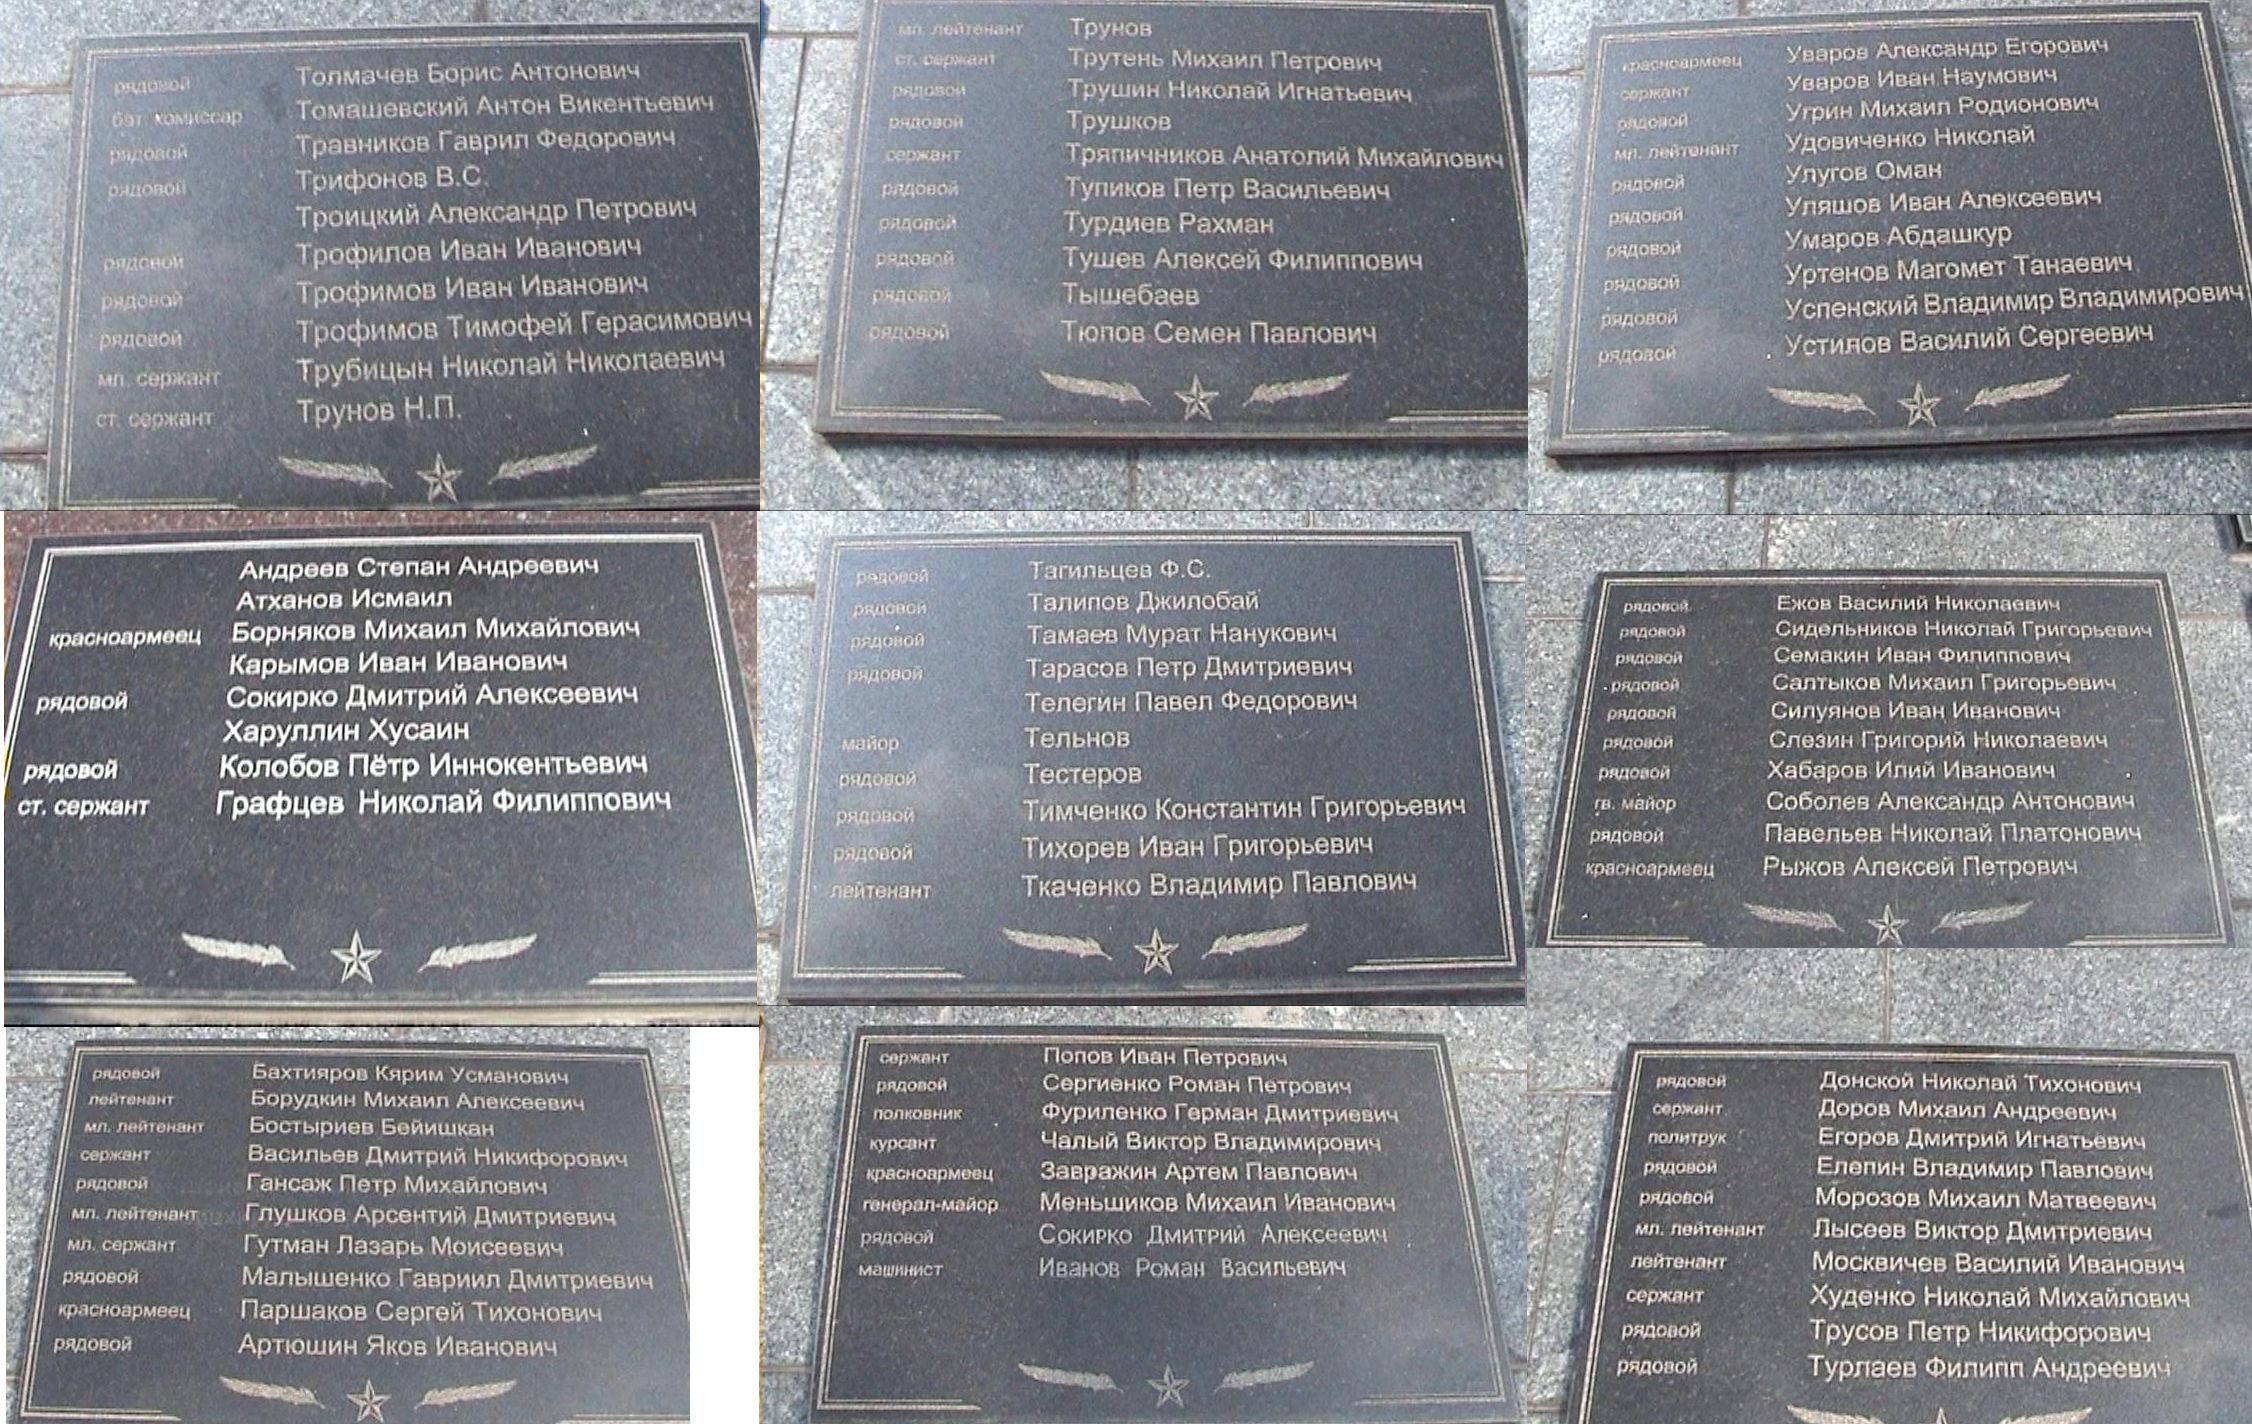 рядовой Толмачев Борис Антонович
бат. комиссар Томашевский Антон Викентьевич
рядовой Травников Гаврил Федорович
рядовой Трифонов В.С.
Троицкий Александр Петрович
рядовой Трофилов Иван Иванович
рядовой Трофимов Иван Иванович
рядовой Трофимов Тимофей Герасимович
мл. сержант Трубицын Николай Николаевич
ст. сержант Трунов Н.П.
мл. лейтенант Трунов
ст. сержант Трутень Михаил Петрович
рядовой Трушин Николай Игнатьевич
рядовой Трушков
сержант Тряпичников Анатолий Михайлович
рядовой Тупиков Петр Васильевич
рядовой Турдиев Рахман
рядовой Тушев Алексей Филиппович
рядовой Тышебаев
рядовой Тюпов Семен Павлович
красноармеец Уваров Александр Егорович
сержант Уваров Иван Наумович
рядовой Угрин Михаил Родионович
мл. лейтенант Удовиченко Николай
рядовой Улугов Оман
рядовой Уляшов Иван Алексеевич
рядовой Умаров Абдашкур
рядовой Уртенов Магомет Танаевич
рядовой Успенский Владимир Владимирович
рядовой Устилов Василий Сергеевич
Андреев Степан Андреевич
Атханов Исмаил
красноармеец Борняков Михаил Михайлович
Карымов Иван Иванович
рядовой Сокирко Дмитрий Алексеевич
Харуллин Хусаин
рядовой Колобов Пётр Иннокентьевич
ст. сержант Графцев Николай Филиппович
рядовой Тагильцев Ф.С.
рядовой Талипов Джилобай
рядовой Тамаев Мурат Нанукович
рядовой Тарасов Петр Дмитриевич
Телегин Павел Федорович
майор Тельнов
рядовой Тестеров
рядовой Тимченко Константин Григорьевич
рядовой Тихорев Иван Григорьевич
лейтенант Ткаченко Владимир Павлович
рядовой Ежов Василий Николаевич
рядовой Сидельников Николай Григорьевич
рядовой Семакин Иван Филиппович
рядовой Салтыков Михаил Григорьевич
рядовой Силуянов Иван Иванович
рядовой Слезин Григорий Николаевич
рядовой Хабаров Илий Иванович
гв. майор Соболев Александр Антонович
рядовой Павельев Николай Платонович
красноармеец Рыжов Алексей Петрович
рядовой Бахтияров Кярим Усманович
лейтенант Борудкин Михаил Алексеевич
мл. лейтенант Бостыриев Бейишкан
сержант Васильев Дмитрий Никифорович
рядовой Гансаж Петр Михайлович
мл. лейтенант Глушков Арсентий Дмитриевич
мл. сержант Гутман Лазарь Моисеевич
рядовой Малышенко Гавриил Дмитриевич
красноармеец Паршаков Сергей Тихонович
рядовой Артюшин Яков Иванович
сержант Попов Иван Петрович
рядовой Сергиенко Роман Петрович
полковник Фуриленко Герман Дмитриевич
курсант Чалый Виктор Владимирович
красноармеец Завражин Артем Павлович
генерал-майор Меньшиков Михаил Иванович
рядовой Сокирко Дмитрий Алексеевич
машинист Иванов Роман Васильевич
рядовой Донской Николай Тихонович
сержант Доров Михаил Андреевич
политрук Егоров Дмитрий Игнатьевич
рядовой Елепин Владимир Павлович
рядовой Морозов Михаил Матвеевич
мл. лейтенант Лысеев Виктор Дмитриевич
лейтенант Москвичев Василий Иванович
сержант Худенко Николай Михайлович
рядовой Трусов Петр Никифорович
рядовой Турлаев Филипп Андреевич